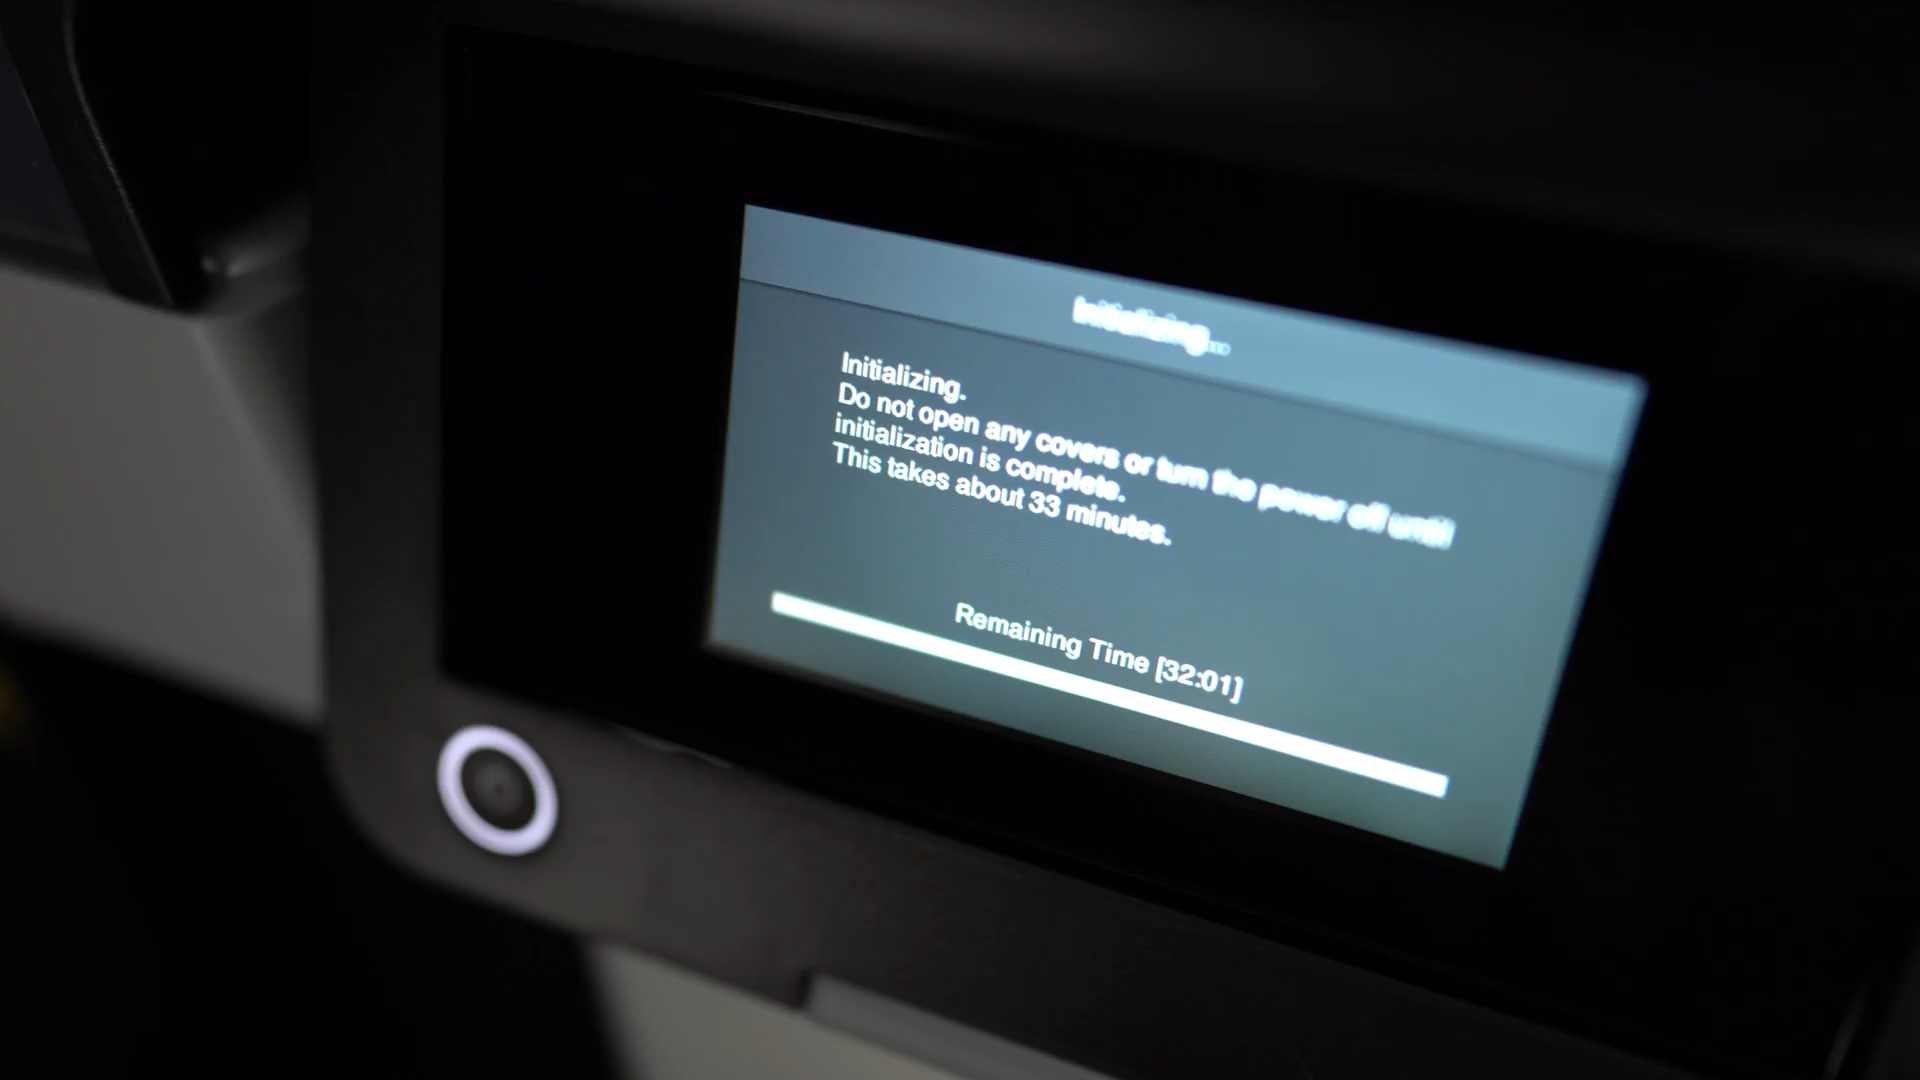 Initializing...
Initializing.
Do not open any covers or turn the power off until
initialization is complete.
This takes about 33 minutes.
Remaining Time [32:01]